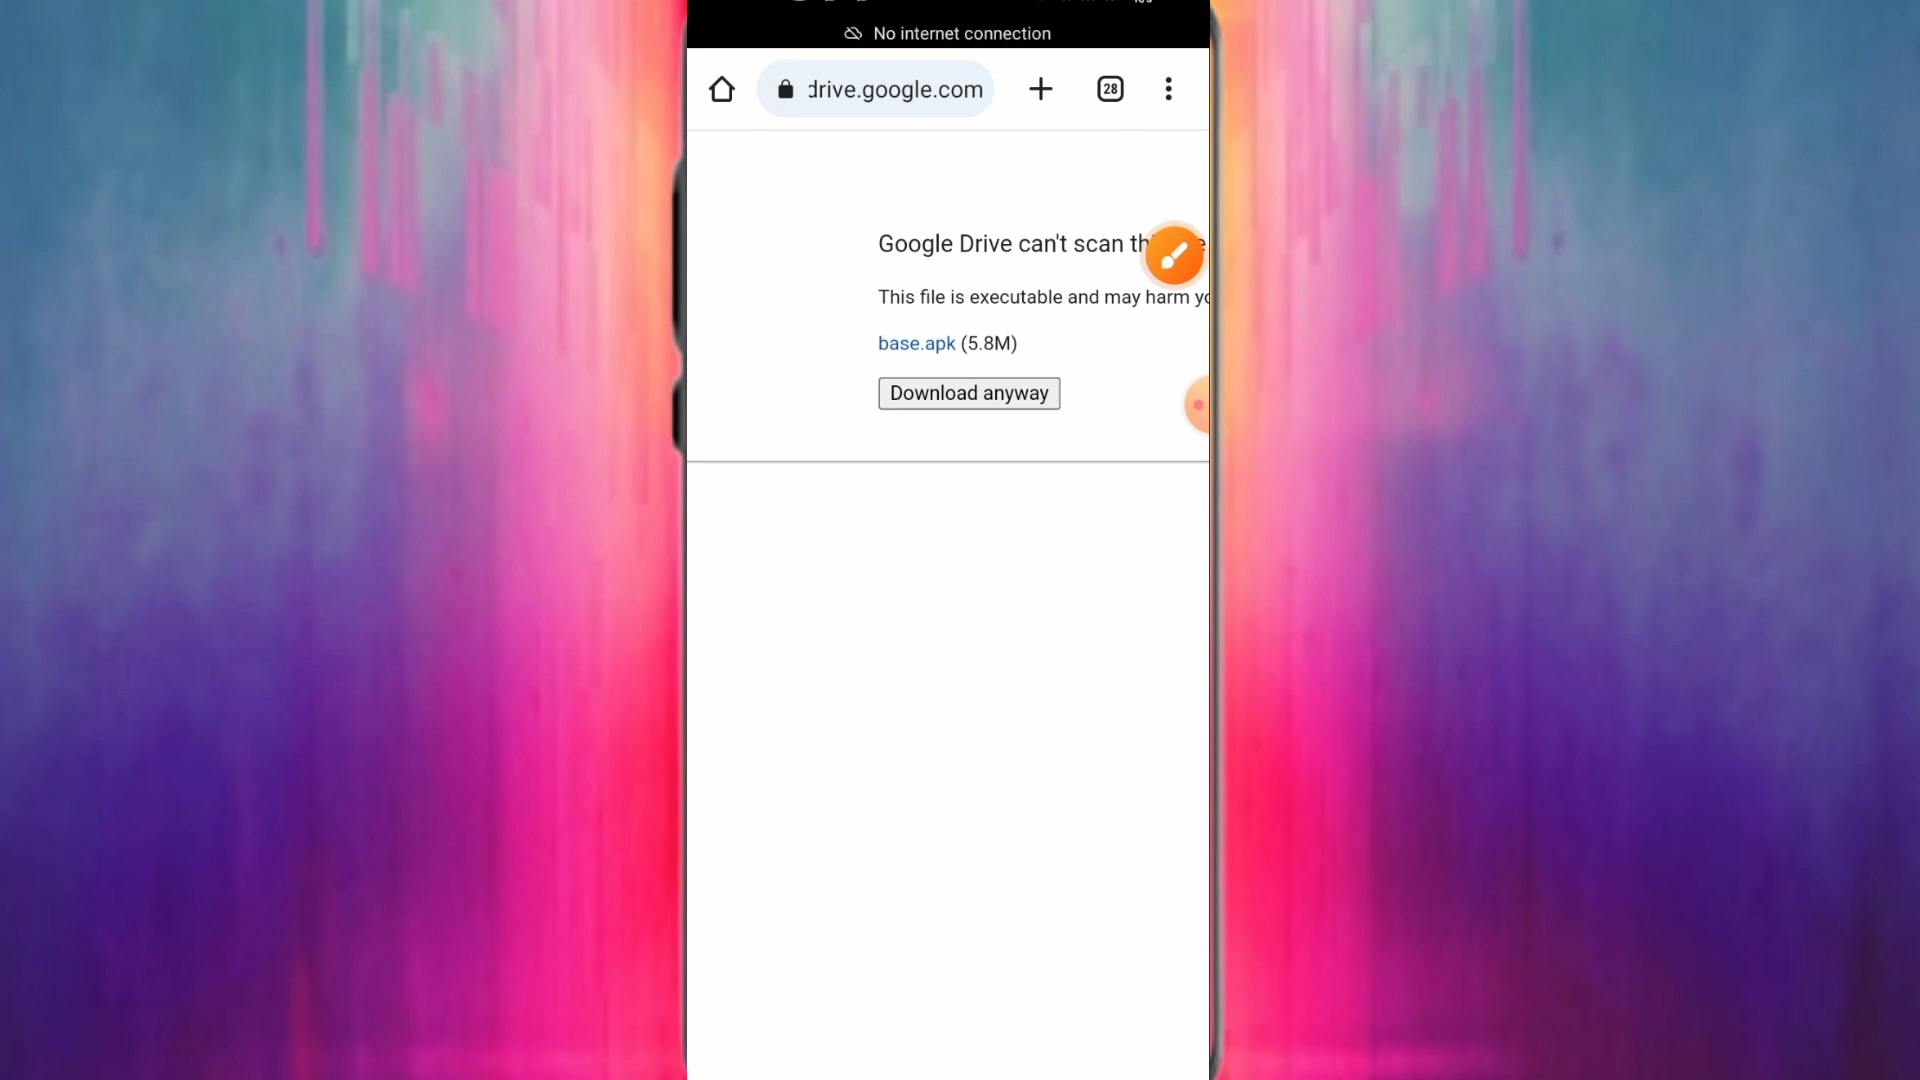 No internet connection
drive.google.com
28
Google Drive can't scan
This file is executable and may harm
base.apk (5.8M)
Download anyway